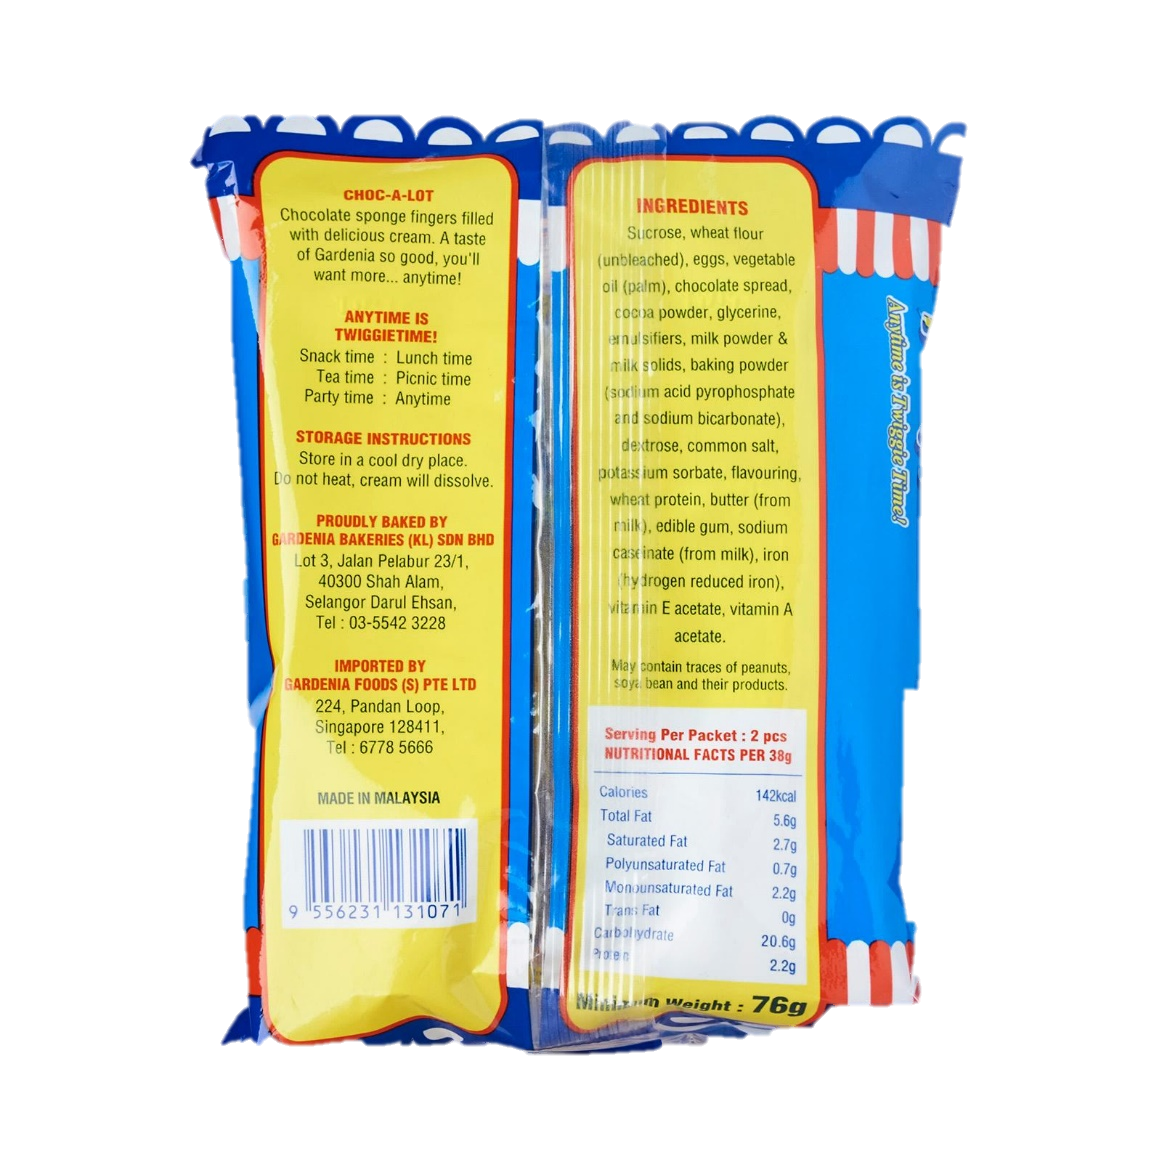 CHOC-A-LOT
Chocolate sponge fingers filled
with delicious cream. A taste
of Gardenia so good, you'll
want more... anytime!
ANYTIME IS
TWIGGIETIME!
Snack time : Lunch time
Tea time : Picnic time
Party time : Anytime
STORAGE INSTRUCTIONS
Store in a cool dry place.
Do not heat, cream will dissolve.
PROUDLY BAKED BY
GARDENIA BAKERIES (KL) SDN BHD
Lot 3, Jalan Pelabur 23/1,
40300 Shah Alam,
Selangor Darul Ehsan,
Tel : 03-5542 3228
IMPORTED BY
GARDENIA FOODS (S) PTE LTD
224, Pandan Loop,
Singapore 128411,
Tel : 6778 5666
MADE IN MALAYSIA
9 556231 131071
INGREDIENTS
Sucrose, wheat flour
(unbleached), eggs, vegetable
oil (palm), chocolate spread,
cocoa powder, glycerine,
emulsifiers, milk powder &
milk solids, baking powder
(sodium acid pyrophosphate
and sodium bicarbonate),
dextrose, common salt,
potassium sorbate, flavouring,
wheat protein, butter (from
milk), edible gum, sodium
caseinate (from milk), iron
(hydrogen reduced iron),
vitamin E acetate, vitamin A
acetate.
May contain traces of peanuts,
soya bean and their products.
Serving Per Packet : 2 pcs
NUTRITIONAL FACTS PER 38g
Calories 142kcal
Total Fat 5.6g
Saturated Fat 2.7g
Polyunsaturated Fat 0.7g
Monounsaturated Fat 2.2g
Trans Fat 0g
Carbohydrate 20.6g
Protein 2.2g
Minimum Weight : 76g
Anytime is Twiggie Time!